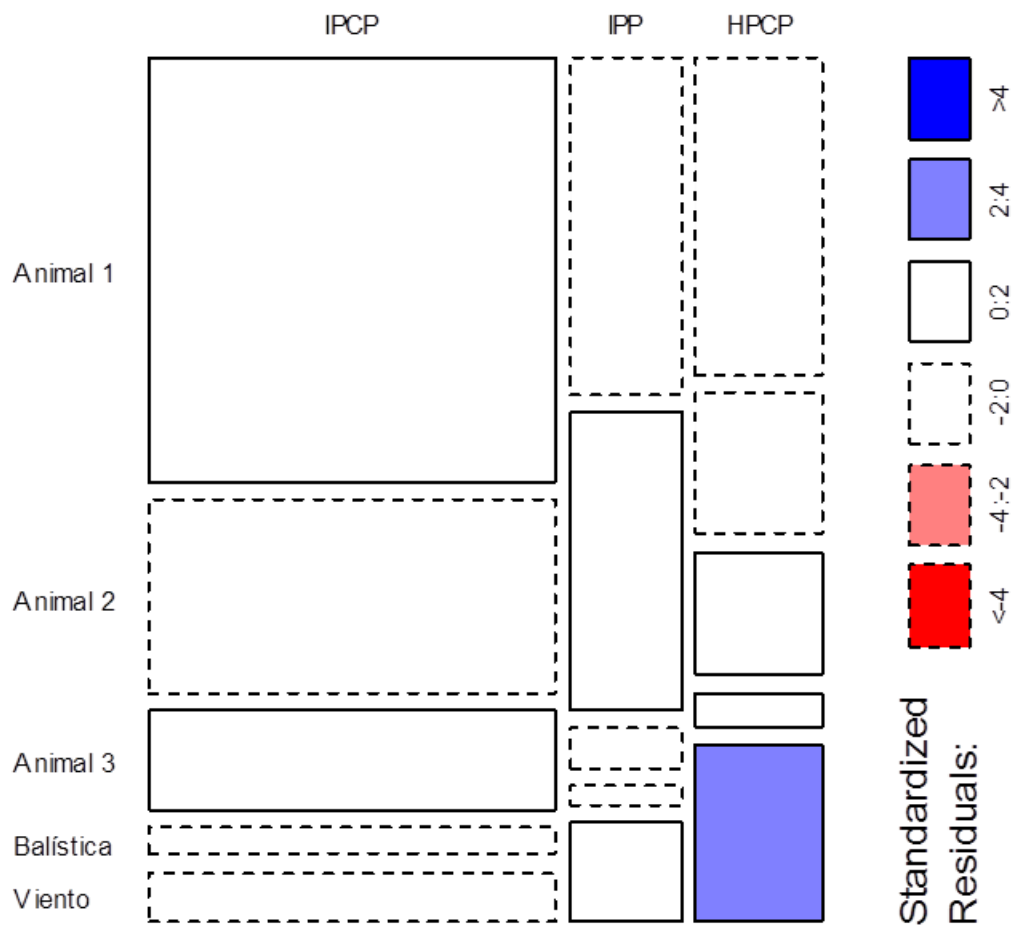 IPCP IPP HPCP
Animal 1
Animal 2
Animal 3
Balística
Viento
>4
2:4
0:2
-2:0
-4:-2
<-4
Standardized
Residuals: